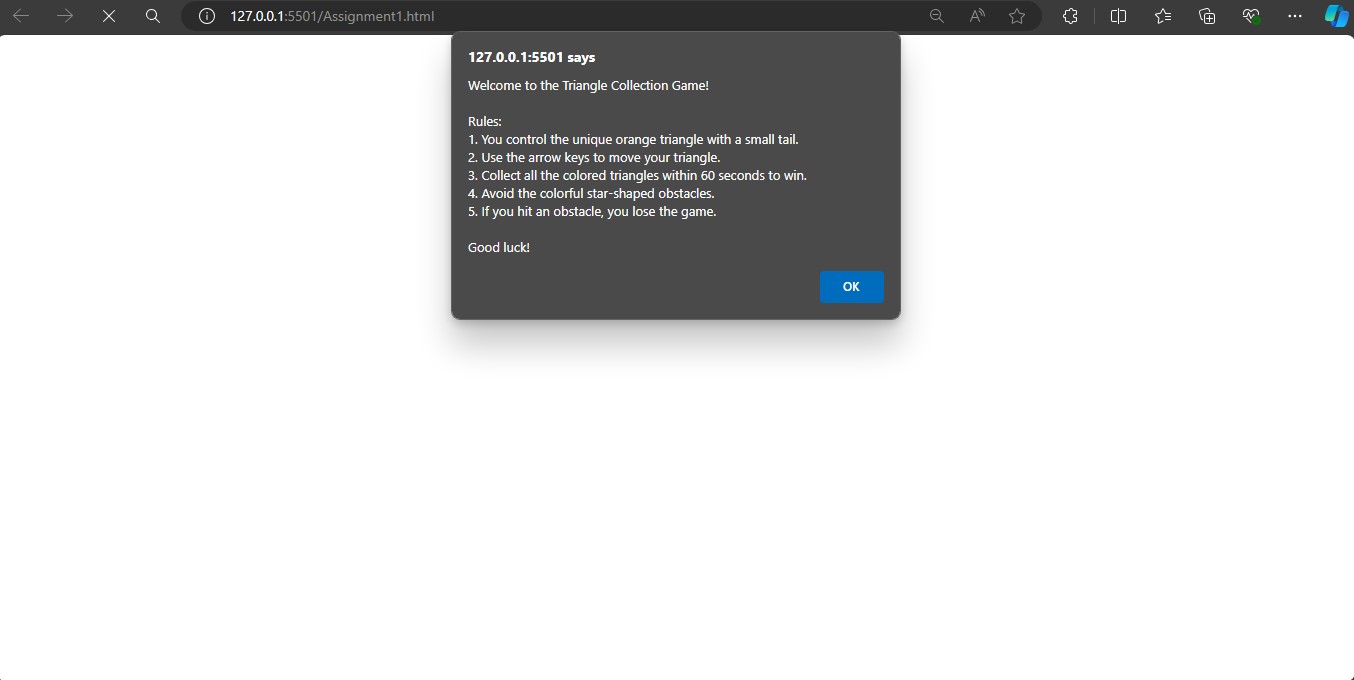 127.0.0.1:5501/Assignment1.html
127.0.0.1:5501 says
Welcome to the Triangle Collection Game!
Rules:
1. You control the unique orange triangle with a small tail.
2. Use the arrow keys to move your triangle.
3. Collect all the colored triangles within 60 seconds to win.
4. Avoid the colorful star-shaped obstacles.
5. If you hit an obstacle, you lose the game.
Good luck!
OK